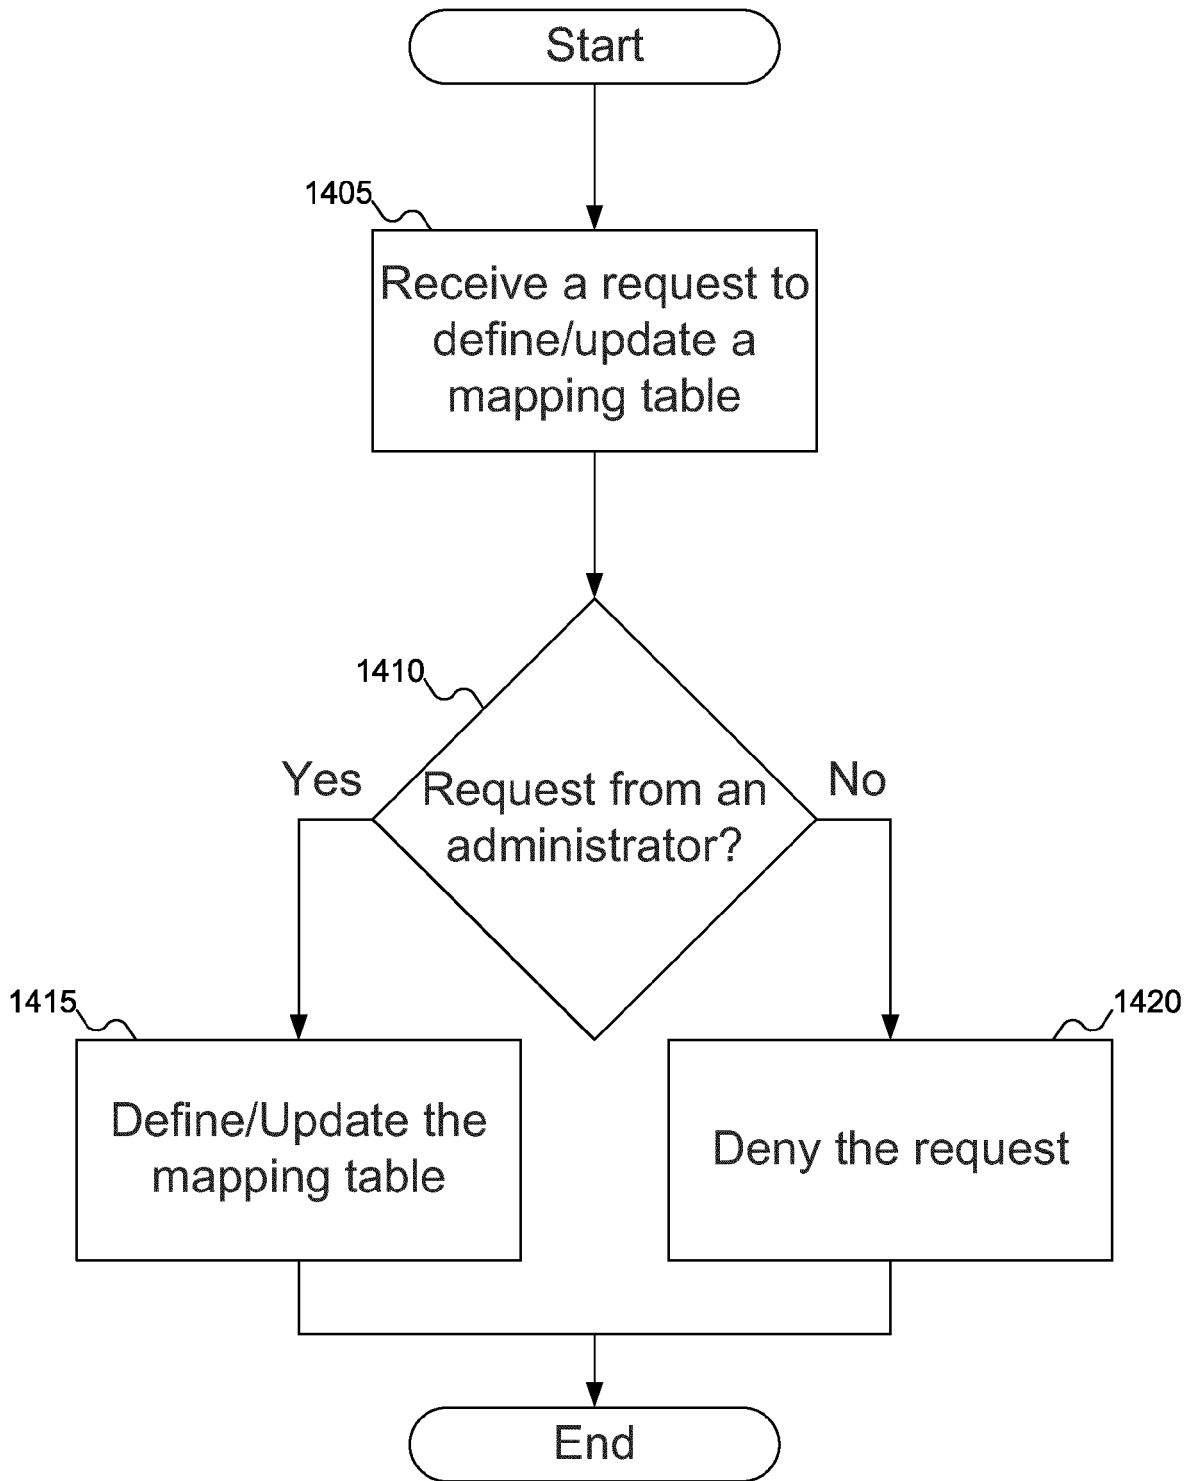 Start
1405
Receive a request to
define/update a
mapping table
1410
Yes
No
Request from an
administrator?
1415
1420
Define/Update the
mapping table
Deny the request
End